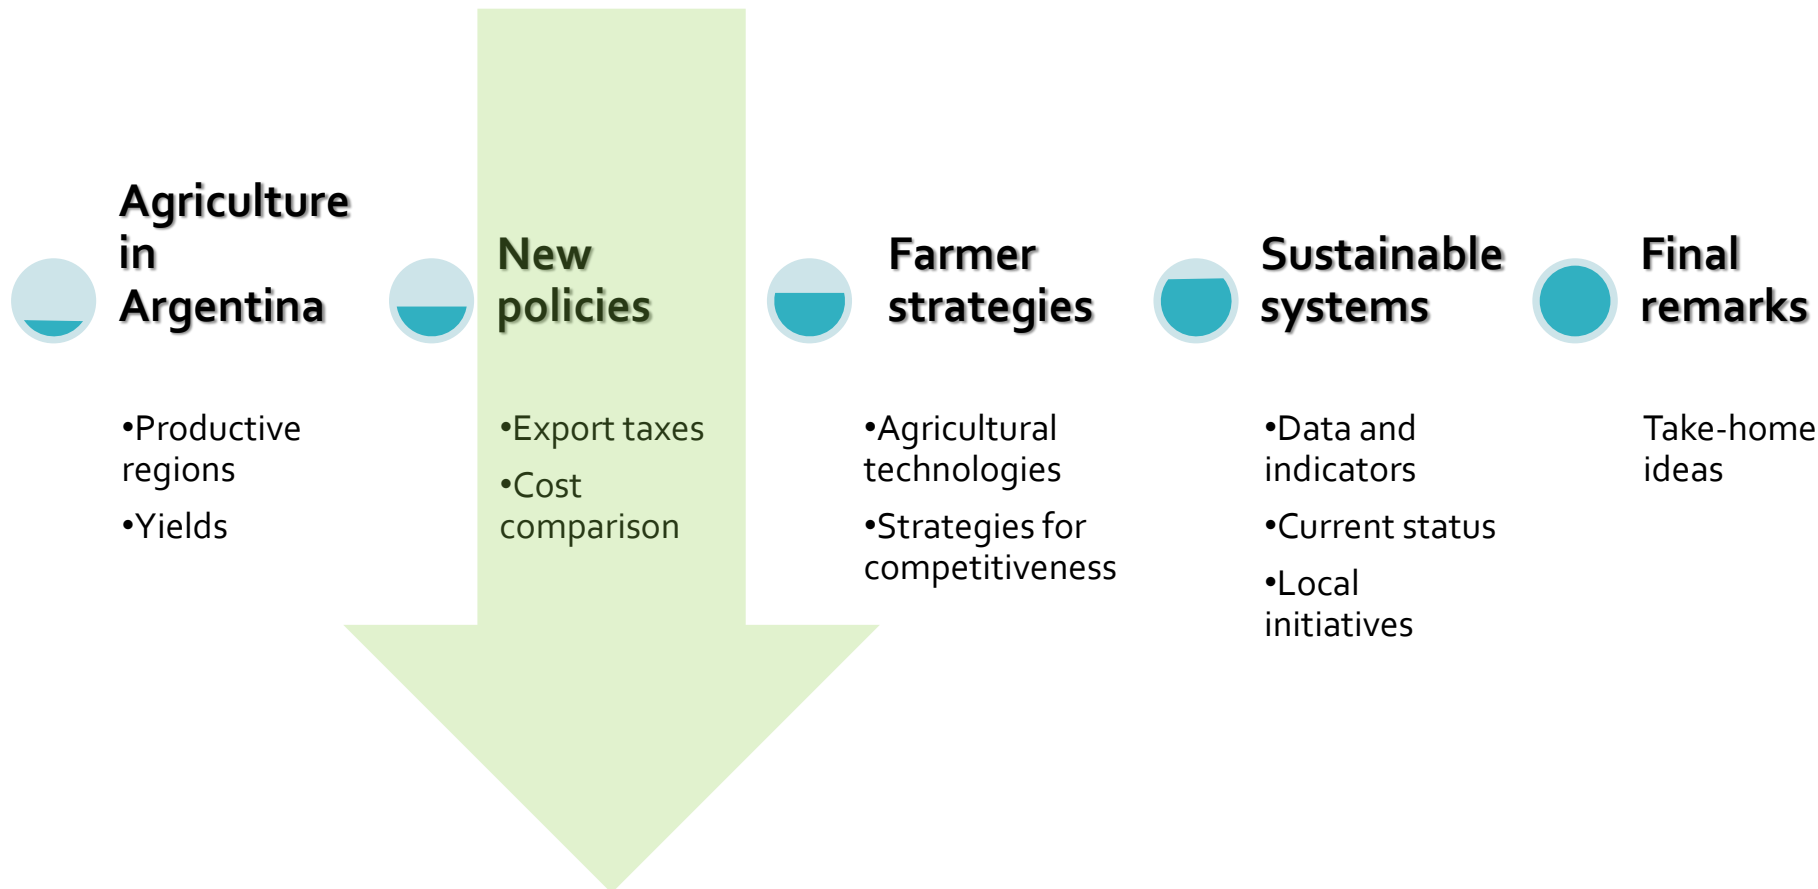 Agriculture
in
Argentina
•Productive
regions
•Yields
New
policies
•Export taxes
•Cost
comparison
Farmer
strategies
•Agricultural
technologies
•Strategies for
competitiveness
Sustainable
systems
•Data and
indicators
•Current status
•Local
initiatives
Final
remarks
Take-home
ideas